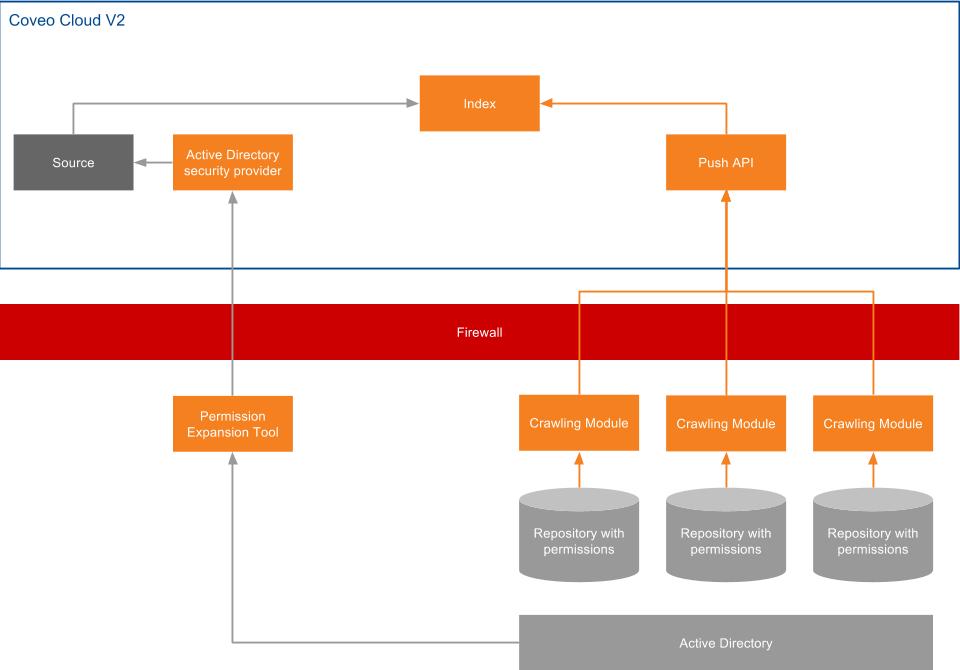 Coveo Cloud V2
Index
Source
Active Directory
security provider
Push API
Firewall
Permission
Expansion Tool
Crawling Module
Crawling Module
Crawling Module
Repository with
permissions
Repository with
permissions
Repository with
permissions
Active Directory